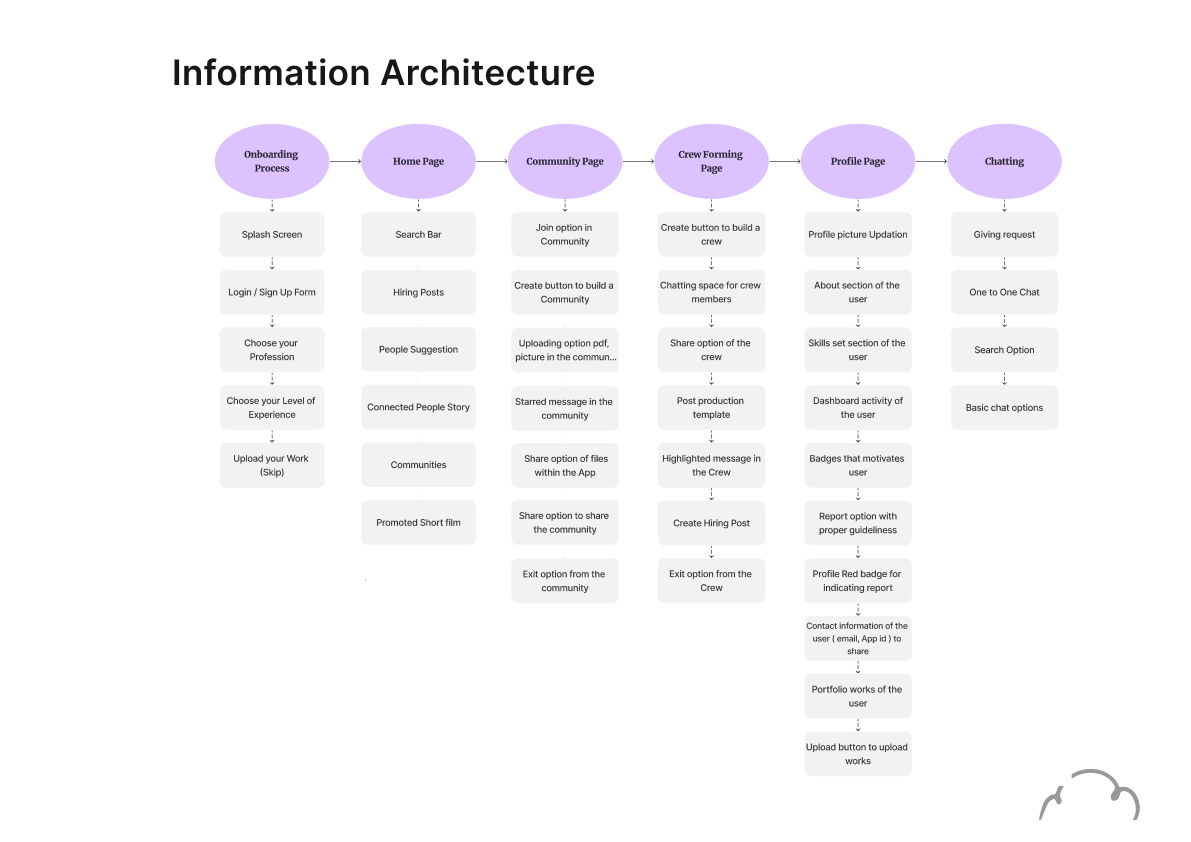 Information Architecture
Onboarding
Process
Splash Screen
Login / Sign Up Form
Choose your
Profession
Choose your Level of
Experience
Upload your Work
(Skip)
Home Page
Search Bar
Hiring Posts
People Suggestion
Connected People Story
Communities
Promoted Short film
Community Page
Join option in
Community
Create button to build a
Community
Uploading option pdf,
picture in the commun...
Starred message in the
community
Share option of files
within the App
Share option to share
the community
Exit option from the
community
Crew Forming
Page
Create button to build a
crew
Chatting space for crew
members
Share option of the
crew
Post production
template
Highlighted message in
the Crew
Create Hiring Post
Exit option from the
Crew
Profile Page
Profile picture Updation
About section of the
user
Skills set section of the
user
Dashboard activity of
the user
Badges that motivates
user
Report option with
proper guideliness
Profile Red badge for
indicating report
Contact information of the
user ( email, App id ) to
share
Portfolio works of the
user
Upload button to upload
works
Chatting
Giving request
One to One Chat
Search Option
Basic chat options